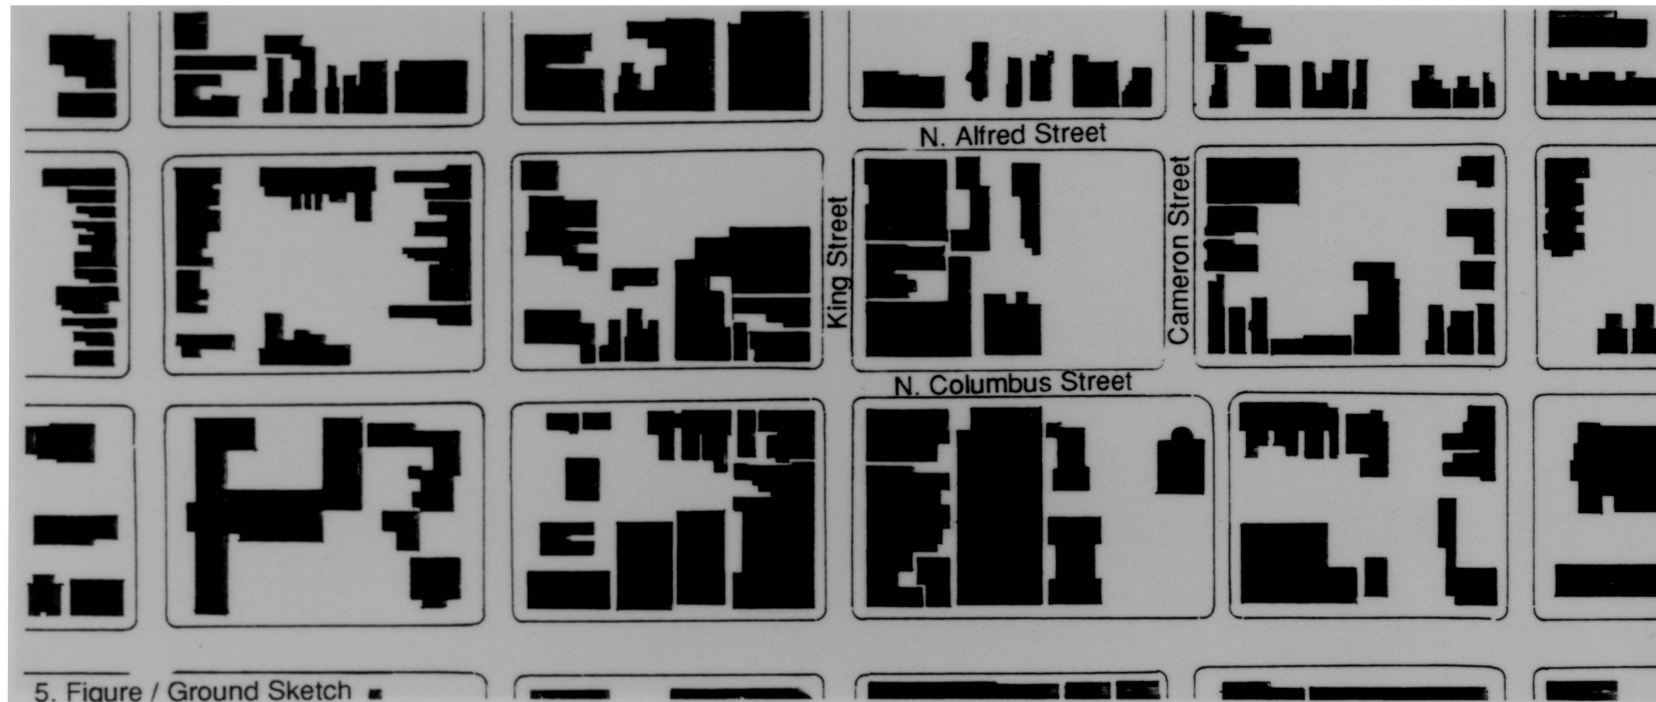 N. Alfred Street
King Street
Cameron Street
N. Columbus Street
5. Figure / Ground Sketch